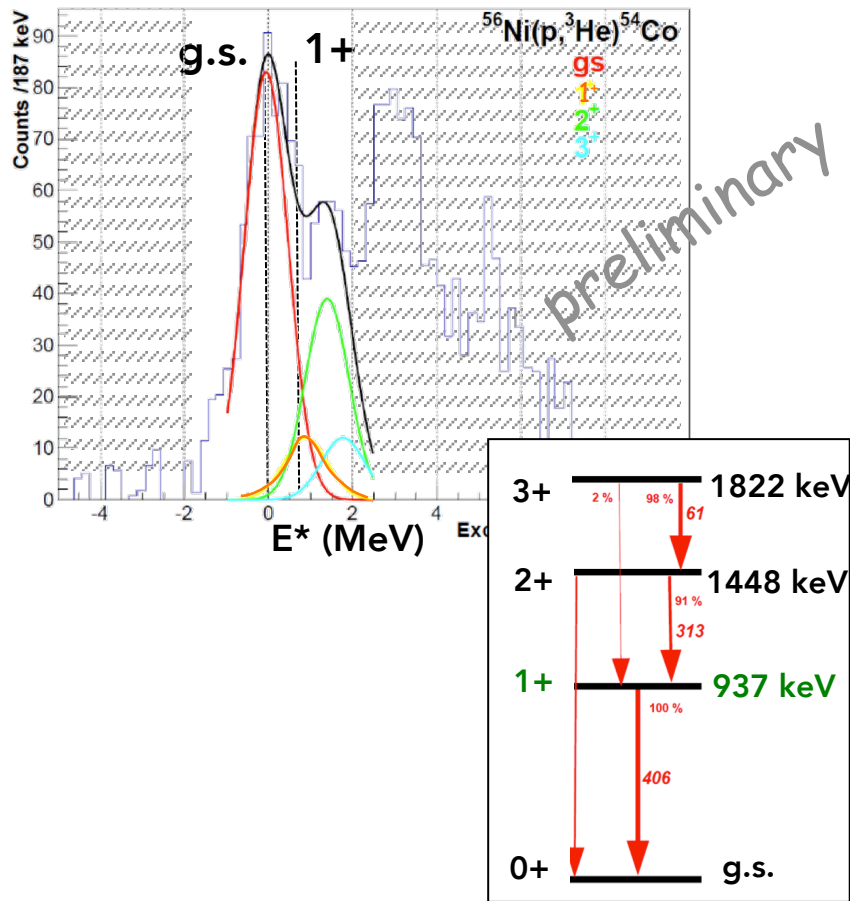 ⁵⁶Ni(p,³He)⁵⁴Co
g.s. 1+
gs
1⁺
2⁺
3⁺
preliminary
Counts /187 keV
90
80
70
60
50
40
30
20
10
0
-4 -2 0 2 4
E* (MeV) Exc
3+ 2 % 98 % 1822 keV
61
2+ 1448 keV
91 %
313
1+ 937 keV
100 %
406
0+ g.s.